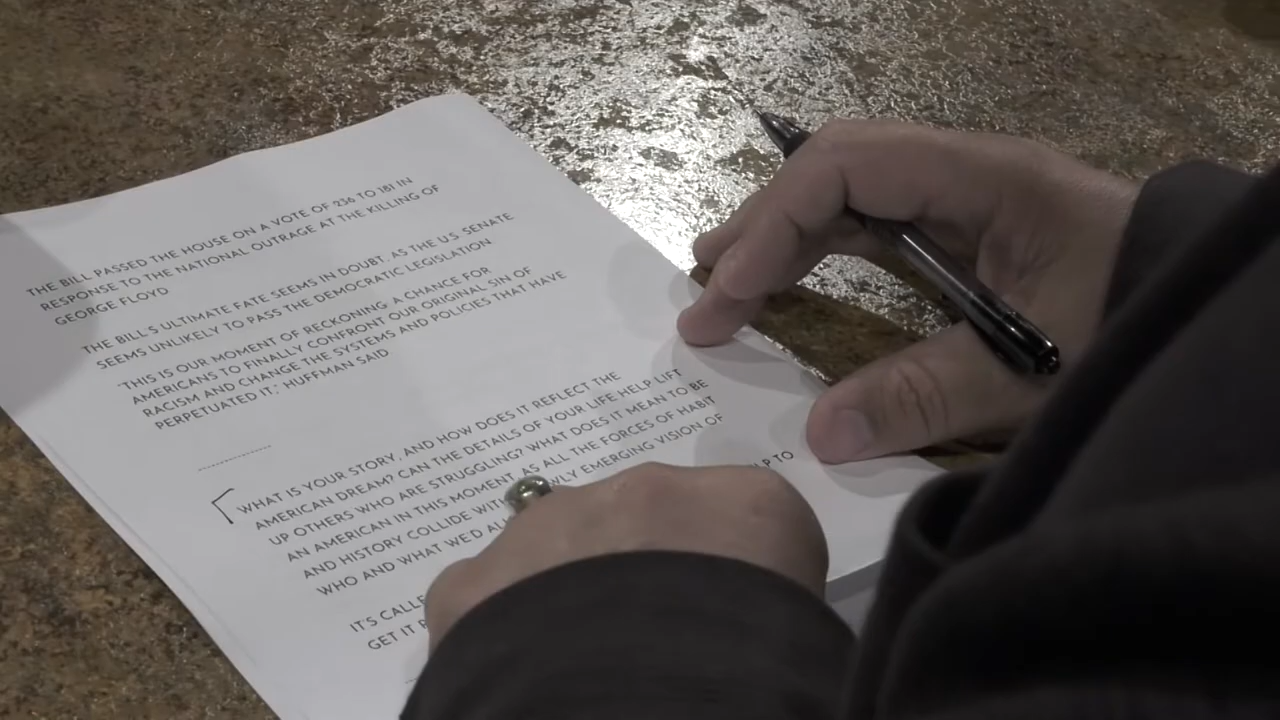 THE BILL PASSED THE HOUSE ON A VOTE OF 236 TO 181 IN
RESPONSE TO THE NATIONAL OUTRAGE AT THE KILLING OF
GEORGE FLOYD
THE BILL'S ULTIMATE FATE SEEMS IN DOUBT, AS THE U.S. SENATE
SEEMS UNLIKELY TO PASS THE DEMOCRATIC LEGISLATION
"THIS IS OUR MOMENT OF RECKONING, A CHANCE FOR
AMERICANS TO FINALLY CONFRONT OUR ORIGINAL SIN OF
RACISM AND CHANGE THE SYSTEMS AND POLICIES THAT HAVE
PERPETUATED IT," HUFFMAN SAID
WHAT IS YOUR STORY, AND HOW DOES IT REFLECT THE
AMERICAN DREAM? CAN THE DETAILS OF YOUR LIFE HELP LIFT
UP OTHERS WHO ARE STRUGGLING? WHAT DOES IT MEAN TO BE
AN AMERICAN IN THIS MOMENT, AS ALL THE FORCES OF HABIT
AND HISTORY COLLIDE EMERGING VISION OF
WHO AND WHAT WE'D TO
IT'S
GET IT